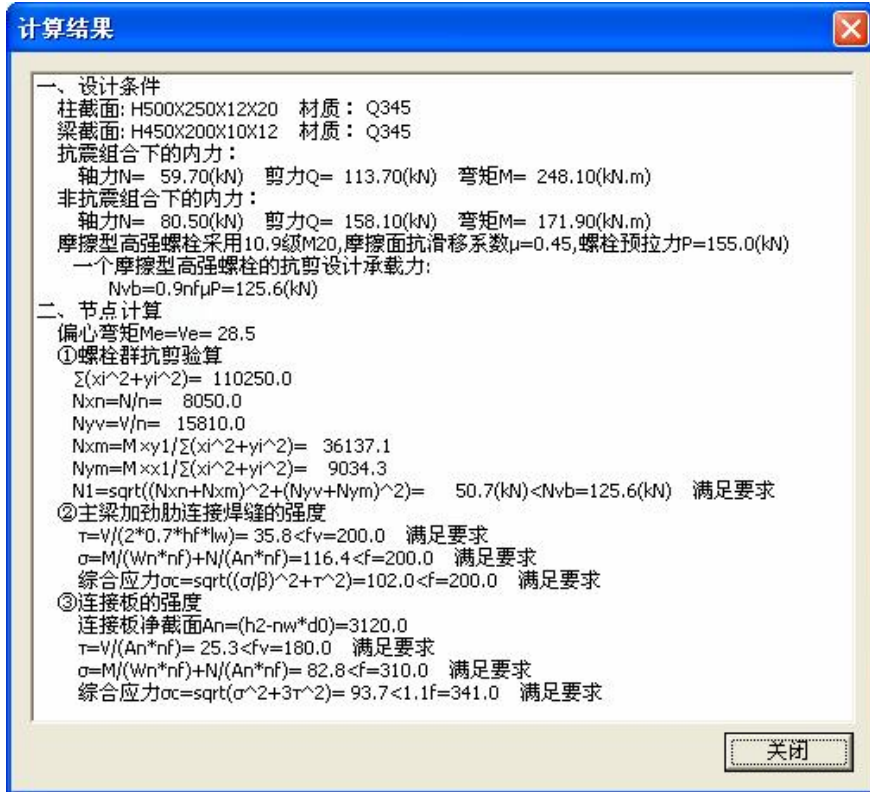 计算结果
一、设计条件
柱截面: H500X250X12X20 材质： Q345
梁截面: H450X200X10X12 材质： Q345
抗震组合下的内力：
轴力N= 59.70(kN) 剪力Q= 113.70(kN) 弯矩M= 248.10(kN.m)
非抗震组合下的内力：
轴力N= 80.50(kN) 剪力Q= 158.10(kN) 弯矩M= 171.90(kN.m)
摩擦型高强螺栓采用10.9级M20,摩擦面抗滑移系数μ=0.45,螺栓预拉力P=155.0(kN)
一个摩擦型高强螺栓的抗剪设计承载力:
Nvb=0.9nfμP=125.6(kN)
二、节点计算
偏心弯矩Me=Ve= 28.5
①螺栓群抗剪验算
Σ(xi^2+yi^2)= 110250.0
Nxn=N/n= 8050.0
Nyv=V/n= 15810.0
Nxm=M×y1/Σ(xi^2+yi^2)= 36137.1
Nym=M×x1/Σ(xi^2+yi^2)= 9034.3
N1=sqrt((Nxn+Nxm)^2+(Nyv+Nym)^2)= 50.7(kN)<Nvb=125.6(kN) 满足要求
②主梁加劲肋连接焊缝的强度
τ=V/(2*0.7*hf*lw)= 35.8<fv=200.0 满足要求
σ=M/(Wn*nf)+N/(An*nf)=116.4<f=200.0 满足要求
综合应力σc=sqrt((σ/β)^2+τ^2)=102.0<f=200.0 满足要求
③连接板的强度
连接板净截面An=(h2-nw*d0)=3120.0
τ=V/(An*nf)= 25.3<fv=180.0 满足要求
σ=M/(Wn*nf)+N/(An*nf)= 82.8<f=310.0 满足要求
综合应力σc=sqrt(σ^2+3τ^2)= 93.7<1.1f=341.0 满足要求
关闭